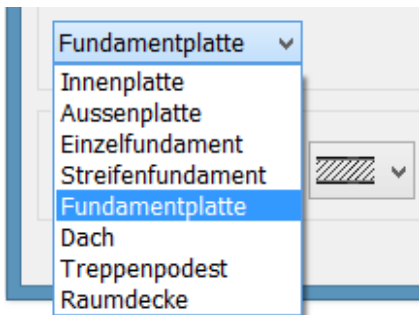 Fundamentplatte
Innenplatte
Aussenplatte
Einzelfundament
Streifenfundament
Fundamentplatte
Dach
Treppenpodest
Raumdecke